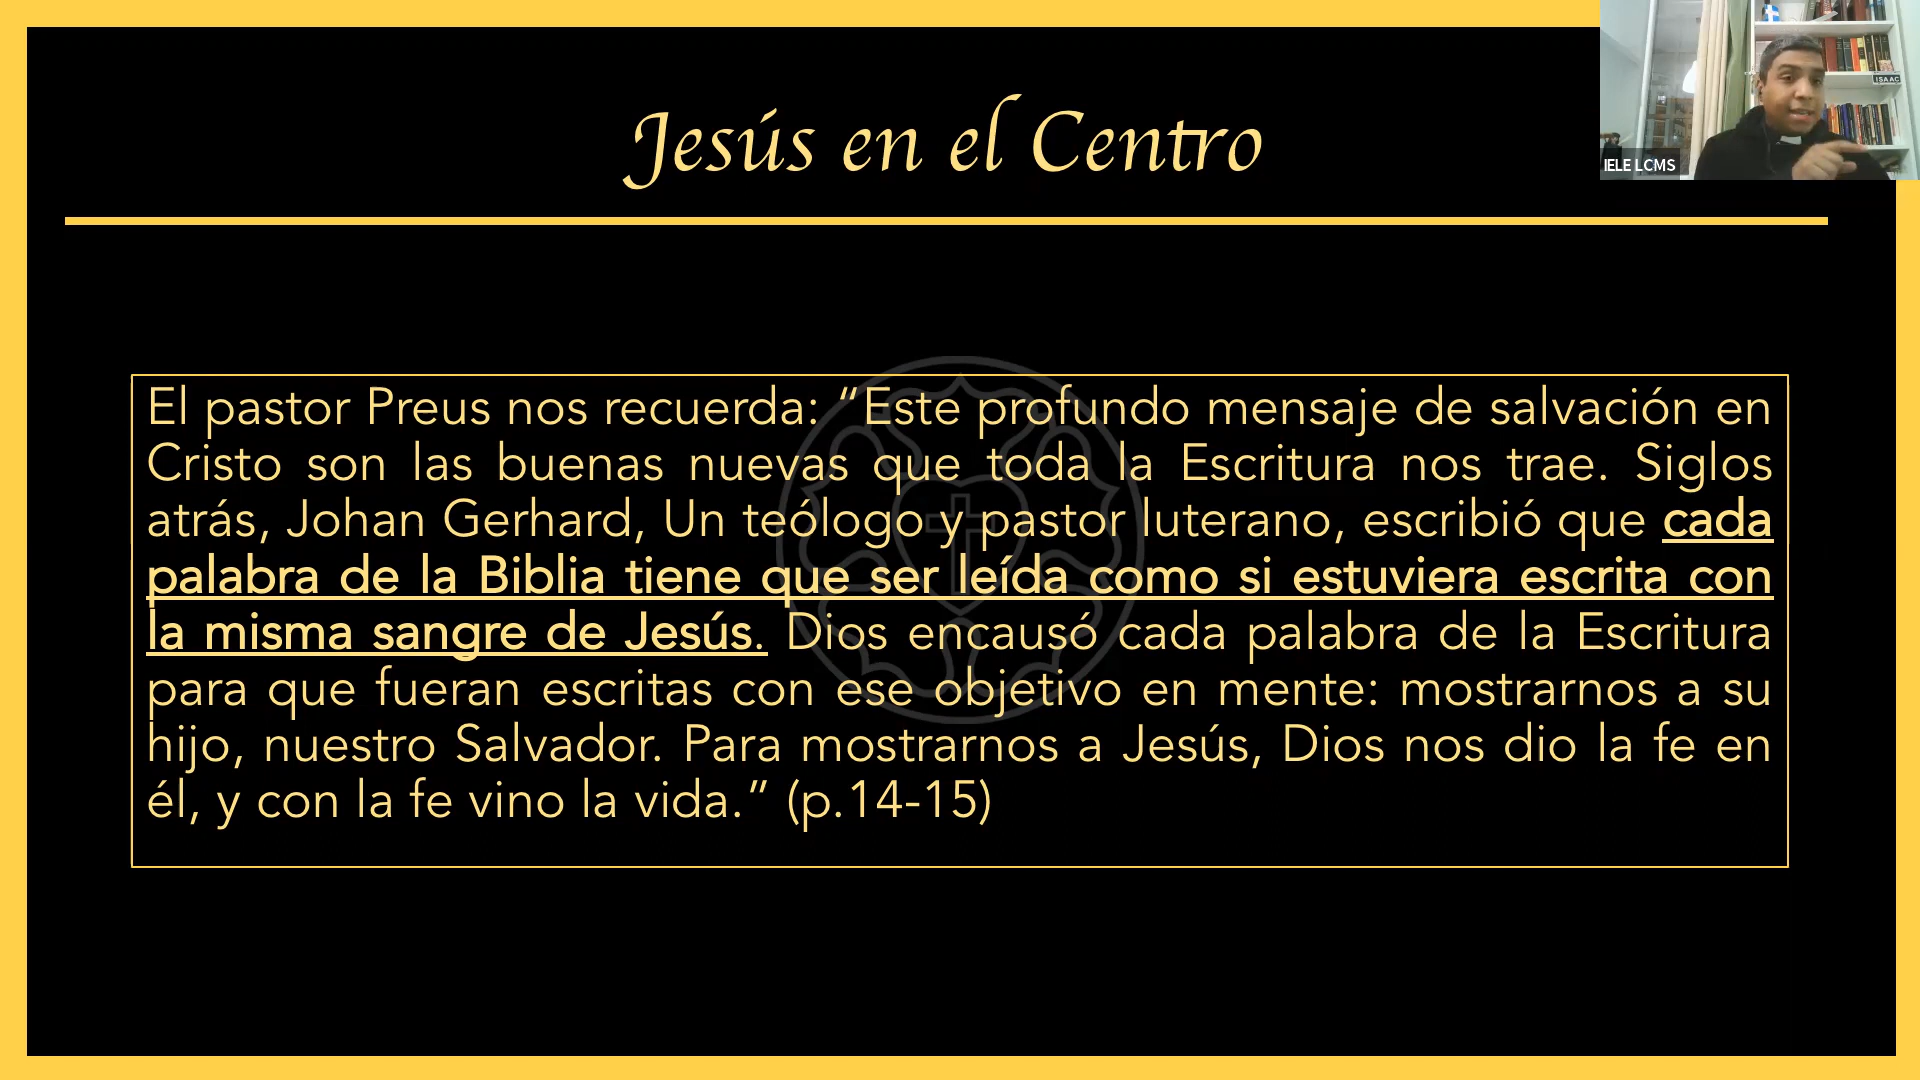 Jesús en el Centro
ISAAC
IELE LCMS
El pastor Preus nos recuerda: “Este profundo mensaje de salvación en
Cristo son las buenas nuevas que toda la Escritura nos trae. Siglos
atrás, Johan Gerhard, Un teólogo y pastor luterano, escribió que cada
palabra de la Biblia tiene que ser leída como si estuviera escrita con
la misma sangre de Jesús. Dios encausó cada palabra de la Escritura
para que fueran escritas con ese objetivo en mente: mostrarnos a su
hijo, nuestro Salvador. Para mostrarnos a Jesús, Dios nos dio la fe en
él, y con la fe vino la vida.” (p.14-15)